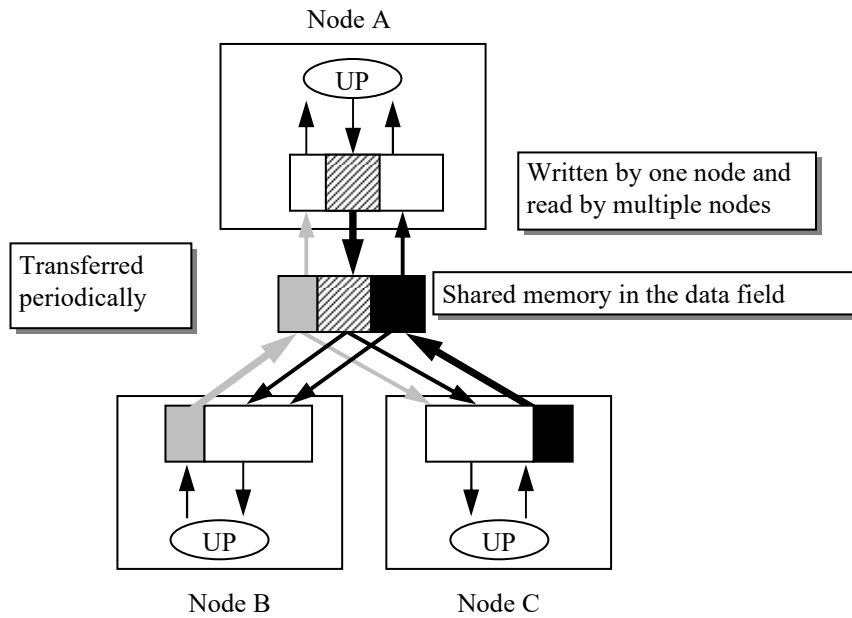 Node A
UP
Written by one node and
read by multiple nodes
Transferred
periodically
Shared memory in the data field
UP
UP
Node B
Node C